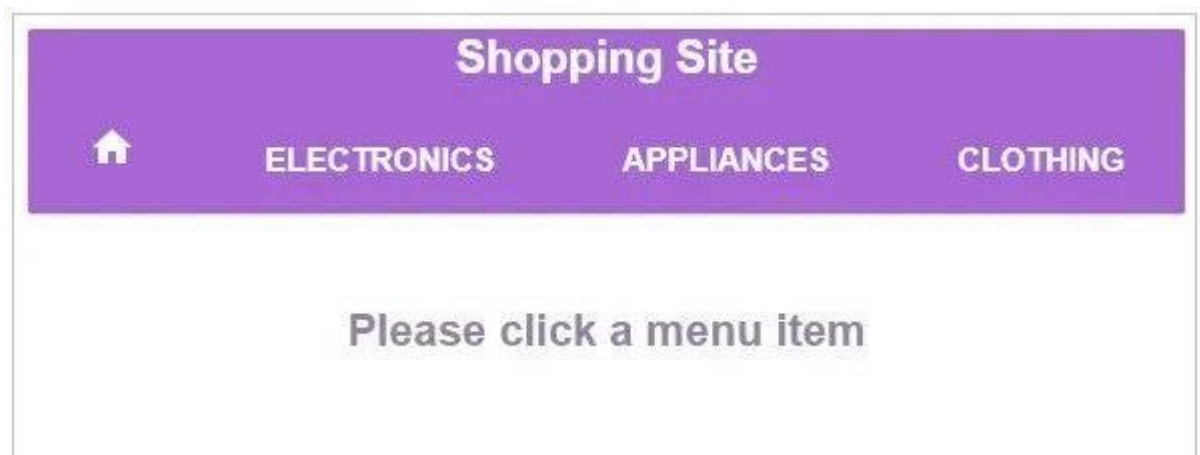 Shopping Site
ELECTRONICS APPLIANCES CLOTHING
Please click a menu item